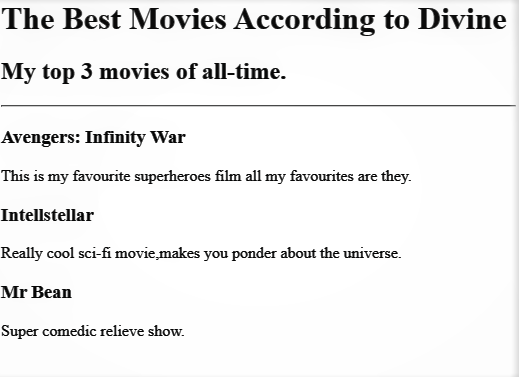 The Best Movies According to Divine
My top 3 movies of all-time.
Avengers: Infinity War
This is my favourite superheroes film all my favourites are they.
Intellstellar
Really cool sci-fi movie,makes you ponder about the universe.
Mr Bean
Super comedic relieve show.